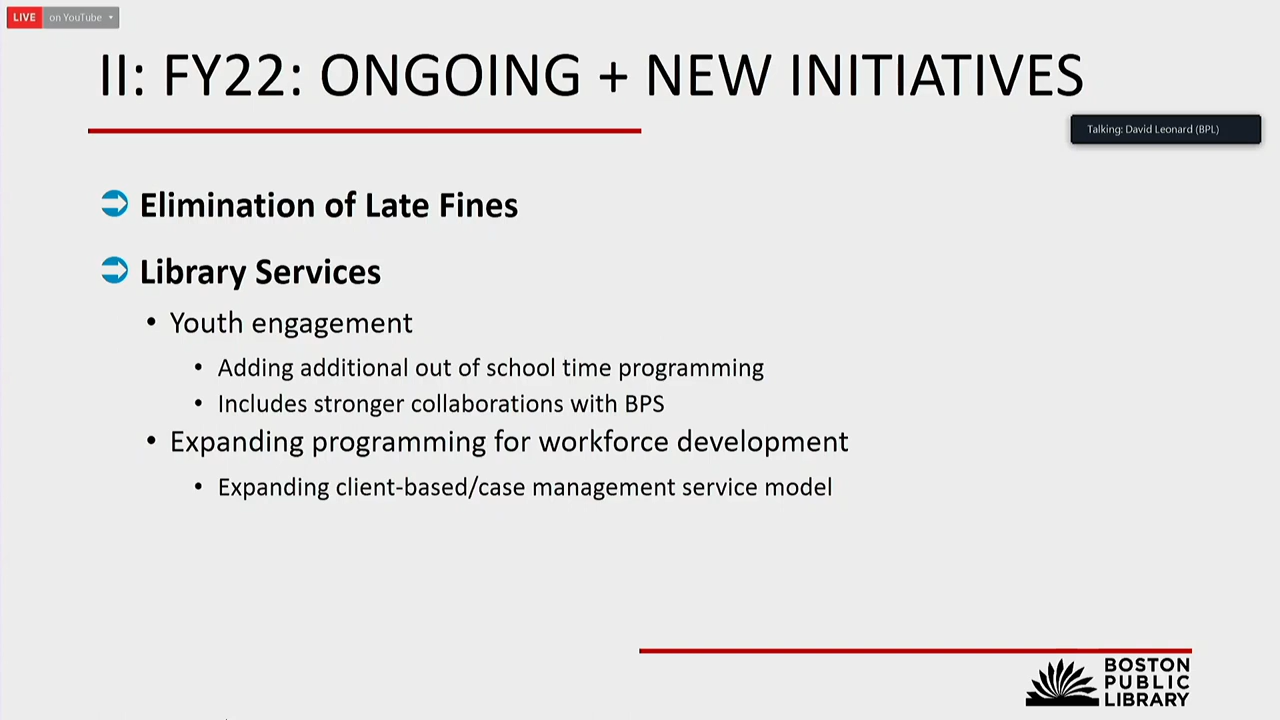 LIVE on YouTube
II: FY22: ONGOING + NEW INITIATIVES
Talking: David Leonard (BPL)
Elimination of Late Fines
Library Services
• Youth engagement
• Adding additional out of school time programming
• Includes stronger collaborations with BPS
• Expanding programming for workforce development
• Expanding client-based/case management service model
BOSTON
PUBLIC
LIBRARY